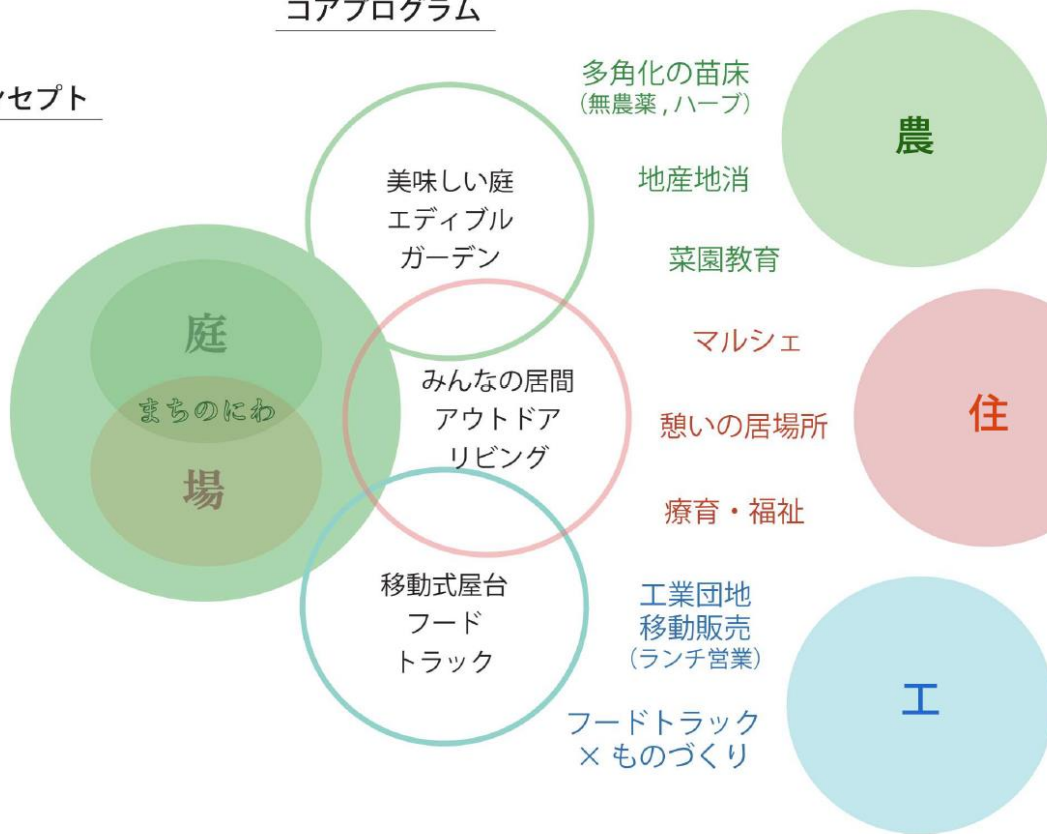 コアプログラム
ンセプト
庭
まちのにわ
場
美味しい庭
エディブル
ガーデン
みんなの居間
アウトドア
リビング
移動式屋台
フード
トラック
多角化の苗床
（無農薬 , ハーブ）
地産地消
菜園教育
マルシェ
憩いの居場所
療育・福祉
工業団地
移動販売
（ランチ営業）
フードトラック
× ものづくり
農
住
工